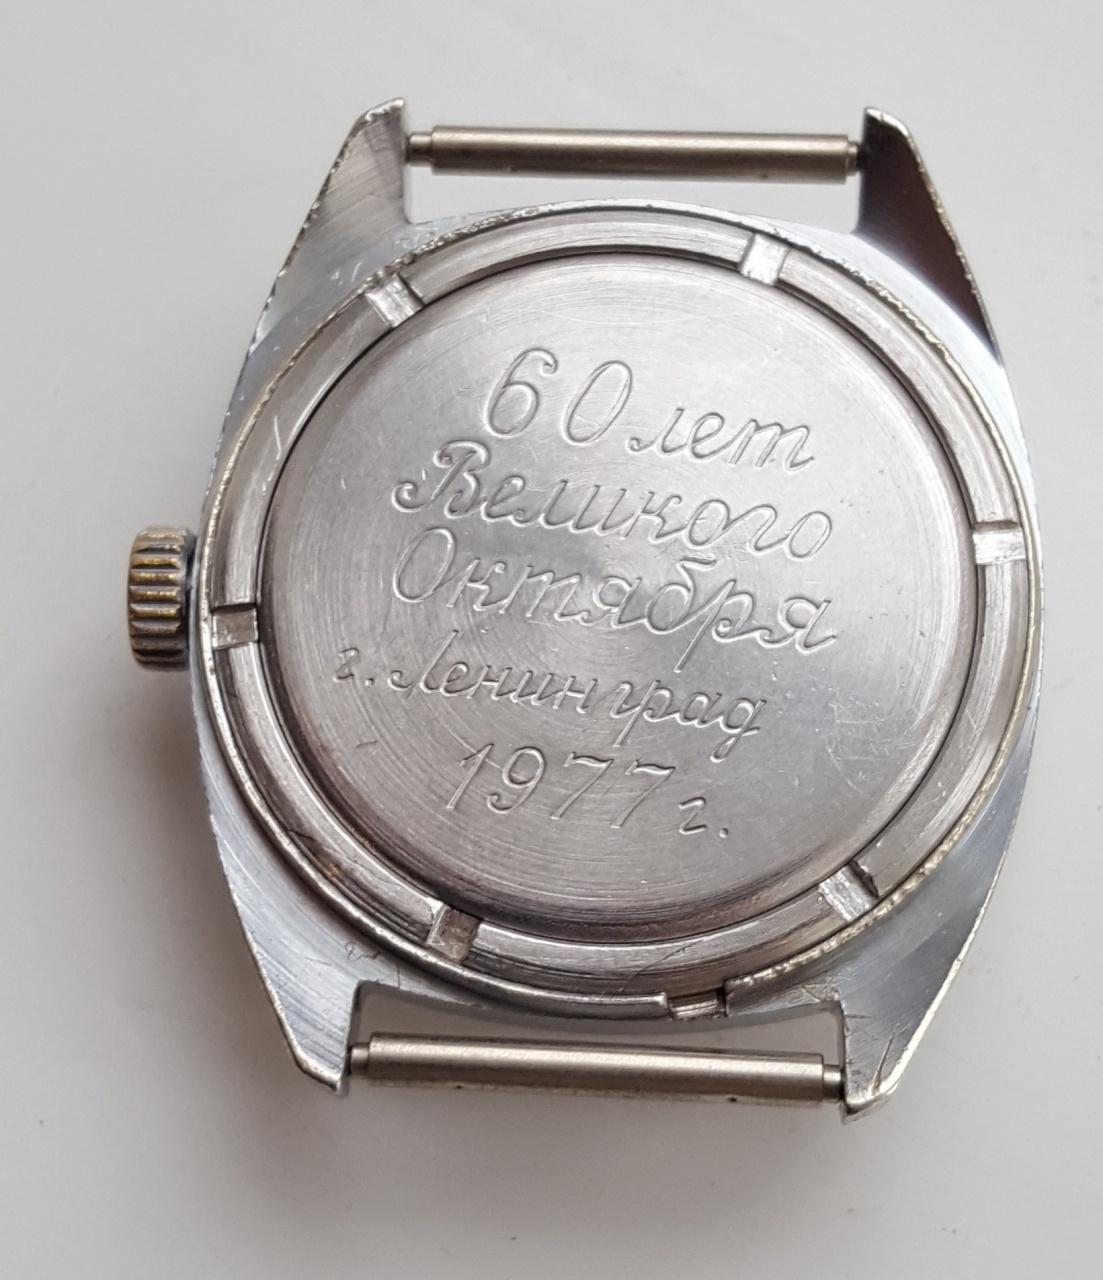 60 лет
Великого
Октября
г. Ленинград
1977 г.